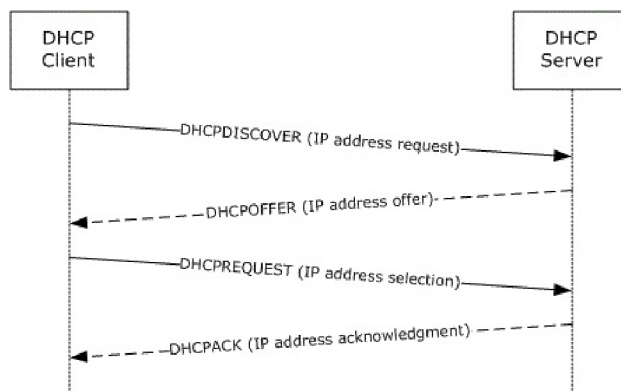 DHCP
Client
DHCP
Server
DHCPDISCOVER (IP address request)
DHCPOFFER (IP address offer)
DHCPREQUEST (IP address selection)
DHCPACK (IP address acknowledgment)